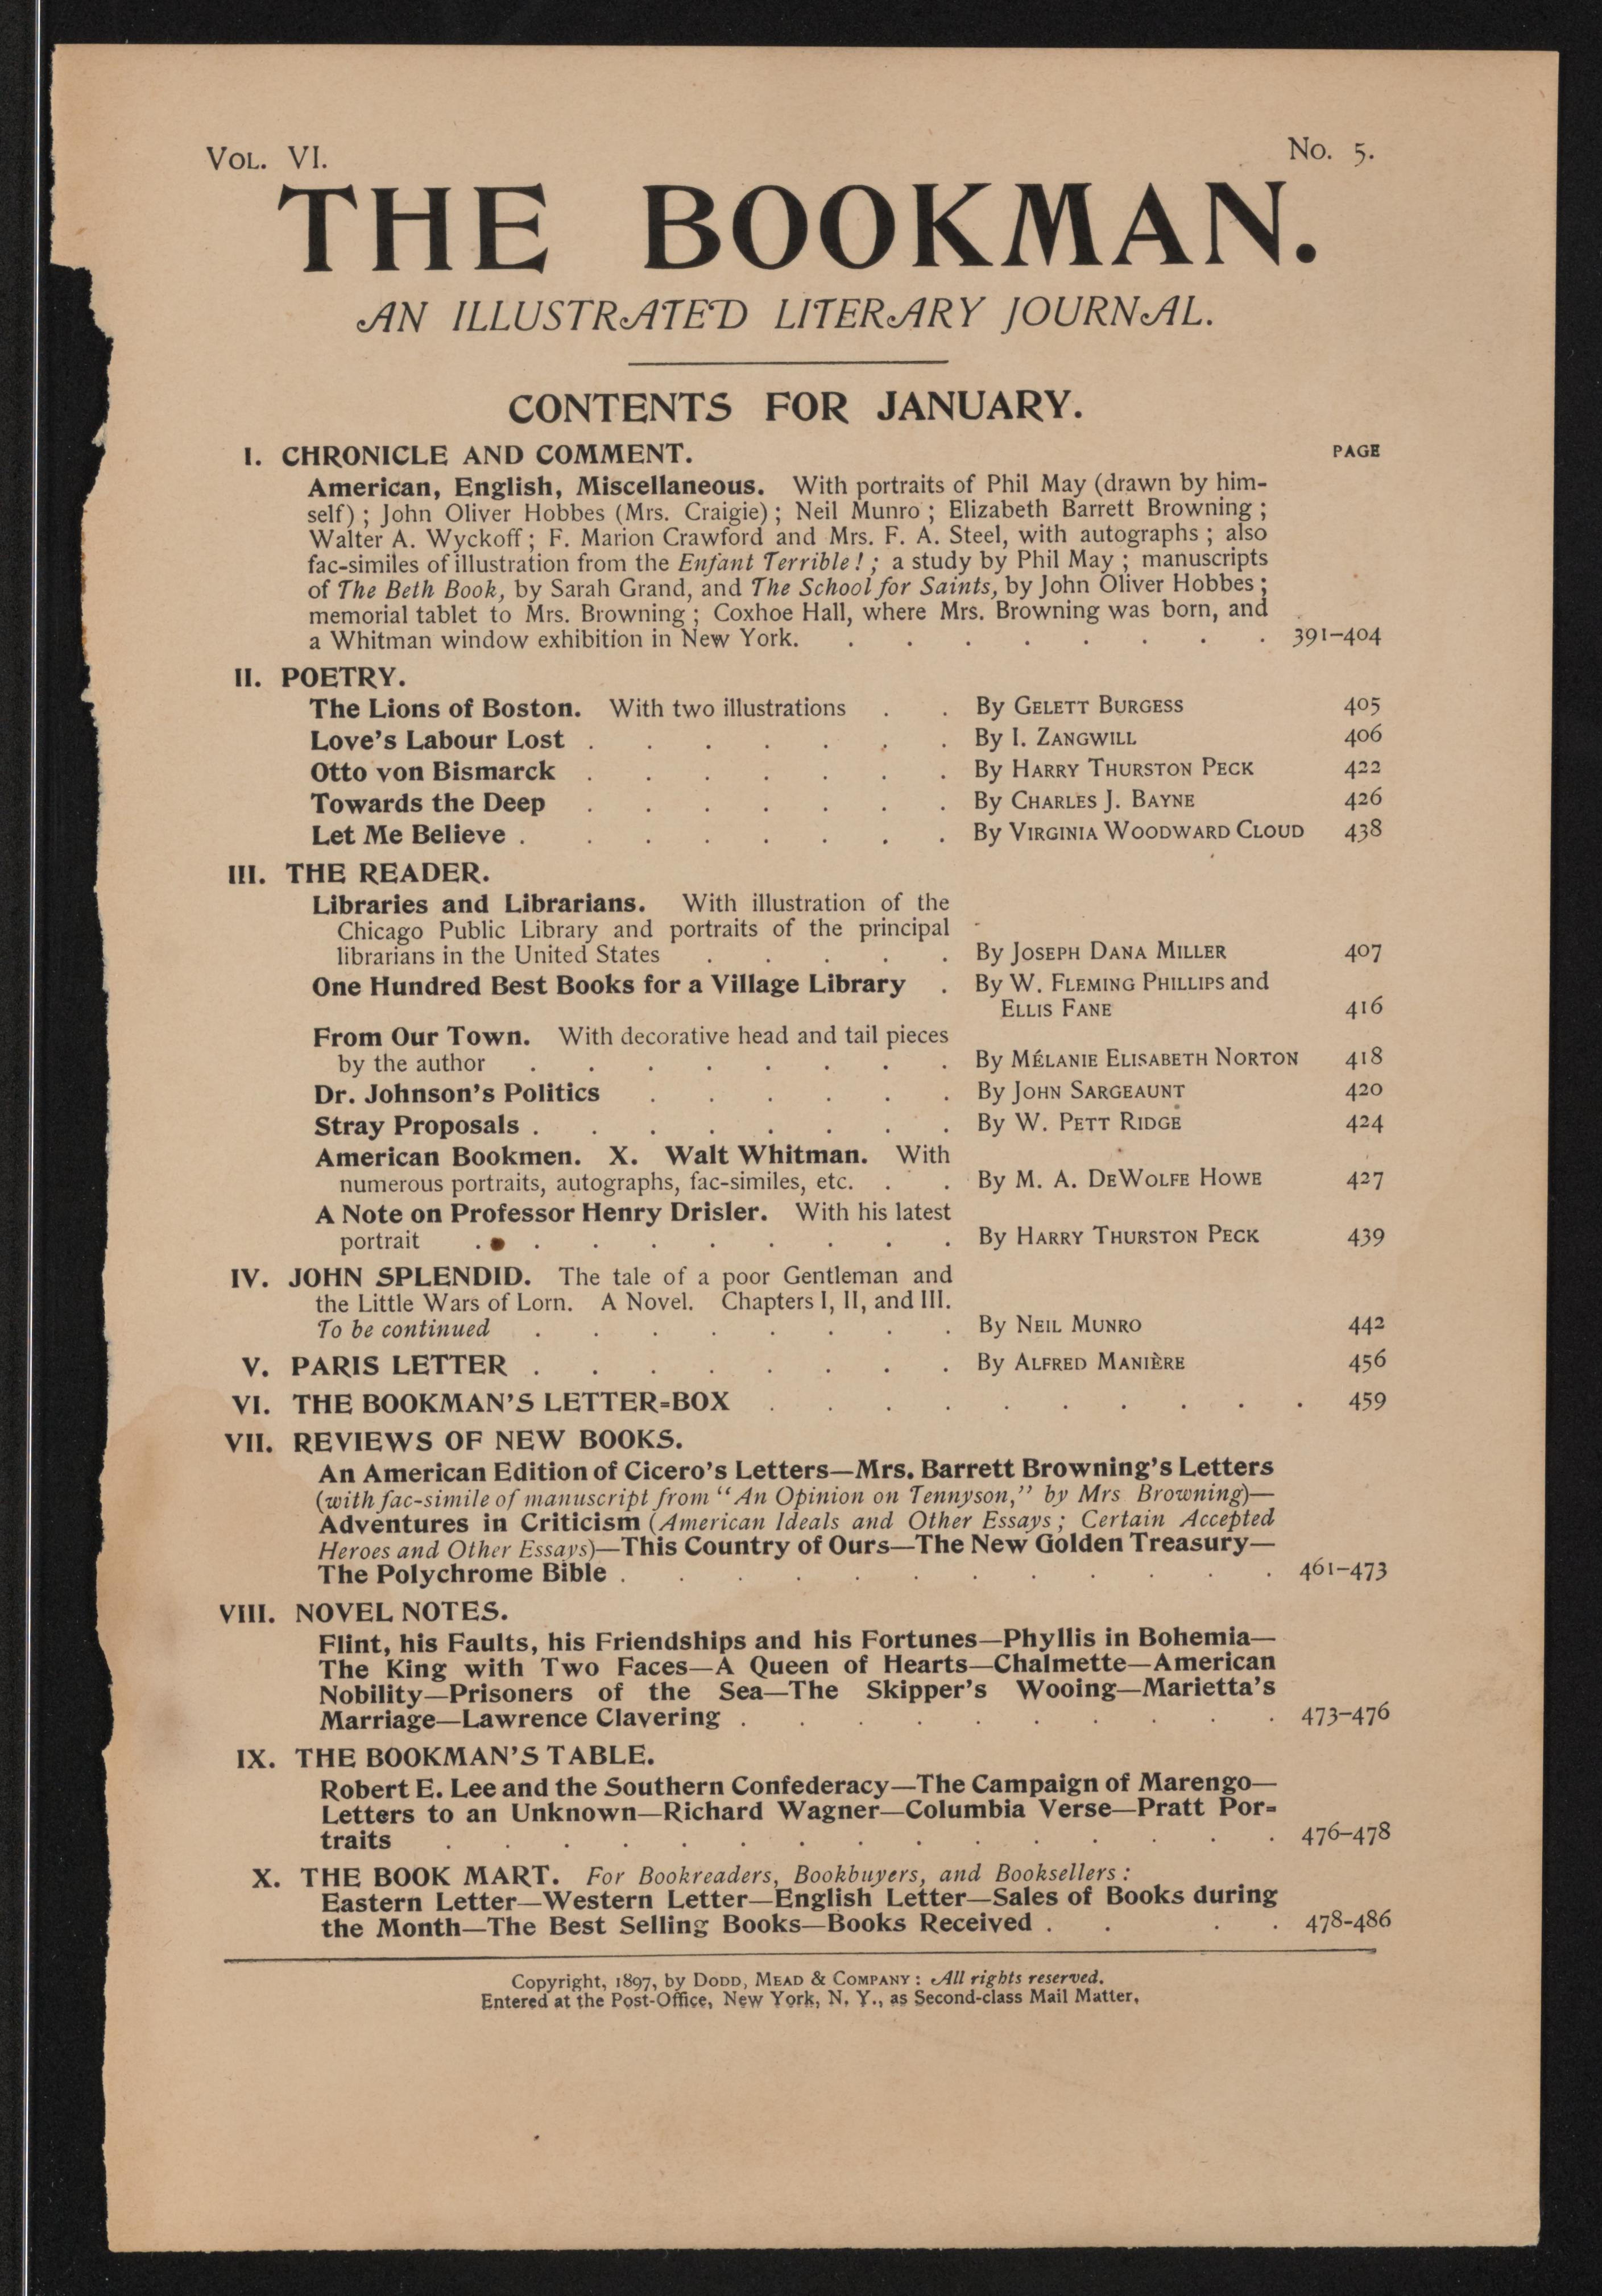 VOL. VI.
No. 5.
THE BOOKMAN.
AN ILLUSTRATED LITERARY JOURNAL.
CONTENTS FOR JANUARY.
I. CHRONICLE AND COMMENT.
PAGE
American, English, Miscellaneous. With portraits of Phil May (drawn by him-
self) ; John Oliver Hobbes (Mrs. Craigie) ; Neil Munro ; Elizabeth Barrett Browning ;
Walter A. Wyckoff ; F. Marion Crawford and Mrs. F. A. Steel, with autographs ; also
fac-similes of illustration from the Enfant Terrible ! ; a study by Phil May ; manuscripts
of The Beth Book, by Sarah Grand, and The School for Saints, by John Oliver Hobbes ;
memorial tablet to Mrs. Browning ; Coxhoe Hall, where Mrs. Browning was born, and
a Whitman window exhibition in New York. . . . . . . . . 391–404
II. POETRY.
The Lions of Boston. With two illustrations . . By GELETT BURGESS 405
Love's Labour Lost . . . . . . . By I. ZANGWILL 406
Otto von Bismarck . . . . . . . By HARRY THURSTON PECK 422
Towards the Deep . . . . . . . By CHARLES J. BAYNE 426
Let Me Believe . . . . . . . . By VIRGINIA WOODWARD CLOUD 438
III. THE READER.
Libraries and Librarians. With illustration of the
Chicago Public Library and portraits of the principal
librarians in the United States . . . . . By JOSEPH DANA MILLER 407
One Hundred Best Books for a Village Library . By W. FLEMING PHILLIPS and
ELLIS FANE 416
From Our Town. With decorative head and tail pieces
by the author . . . . . . . . By MÉLANIE ELISABETH NORTON 418
Dr. Johnson's Politics . . . . . . By JOHN SARGEAUNT 420
Stray Proposals . . . . . . . . By W. PETT RIDGE 424
American Bookmen. X. Walt Whitman. With
numerous portraits, autographs, fac-similes, etc. . . By M. A. DEWOLFE HOWE 427
A Note on Professor Henry Drisler. With his latest
portrait . . . . . . . . . By HARRY THURSTON PECK 439
IV. JOHN SPLENDID. The tale of a poor Gentleman and
the Little Wars of Lorn. A Novel. Chapters I, II, and III.
To be continued . . . . . . . . By NEIL MUNRO 442
V. PARIS LETTER . . . . . . . . By ALFRED MANIÈRE 456
VI. THE BOOKMAN'S LETTER-BOX . . . . . . . . . . 459
VII. REVIEWS OF NEW BOOKS.
An American Edition of Cicero's Letters—Mrs. Barrett Browning's Letters
(with fac-simile of manuscript from "An Opinion on Tennyson," by Mrs Browning)—
Adventures in Criticism (American Ideals and Other Essays ; Certain Accepted
Heroes and Other Essays)—This Country of Ours—The New Golden Treasury—
The Polychrome Bible . . . . . . . . . . . . 461–473
VIII. NOVEL NOTES.
Flint, his Faults, his Friendships and his Fortunes—Phyllis in Bohemia—
The King with Two Faces—A Queen of Hearts—Chalmette—American
Nobility—Prisoners of the Sea—The Skipper's Wooing—Marietta's
Marriage—Lawrence Clavering . . . . . . . . . . 473–476
IX. THE BOOKMAN'S TABLE.
Robert E. Lee and the Southern Confederacy—The Campaign of Marengo—
Letters to an Unknown—Richard Wagner—Columbia Verse—Pratt Por-
traits . . . . . . . . . . . . . . . 476–478
X. THE BOOK MART. For Bookreaders, Bookbuyers, and Booksellers :
Eastern Letter—Western Letter—English Letter—Sales of Books during
the Month—The Best Selling Books—Books Received . . . . 478-486
Copyright, 1897, by DODD, MEAD & COMPANY : All rights reserved.
Entered at the Post-Office, New York, N. Y., as Second-class Mail Matter,